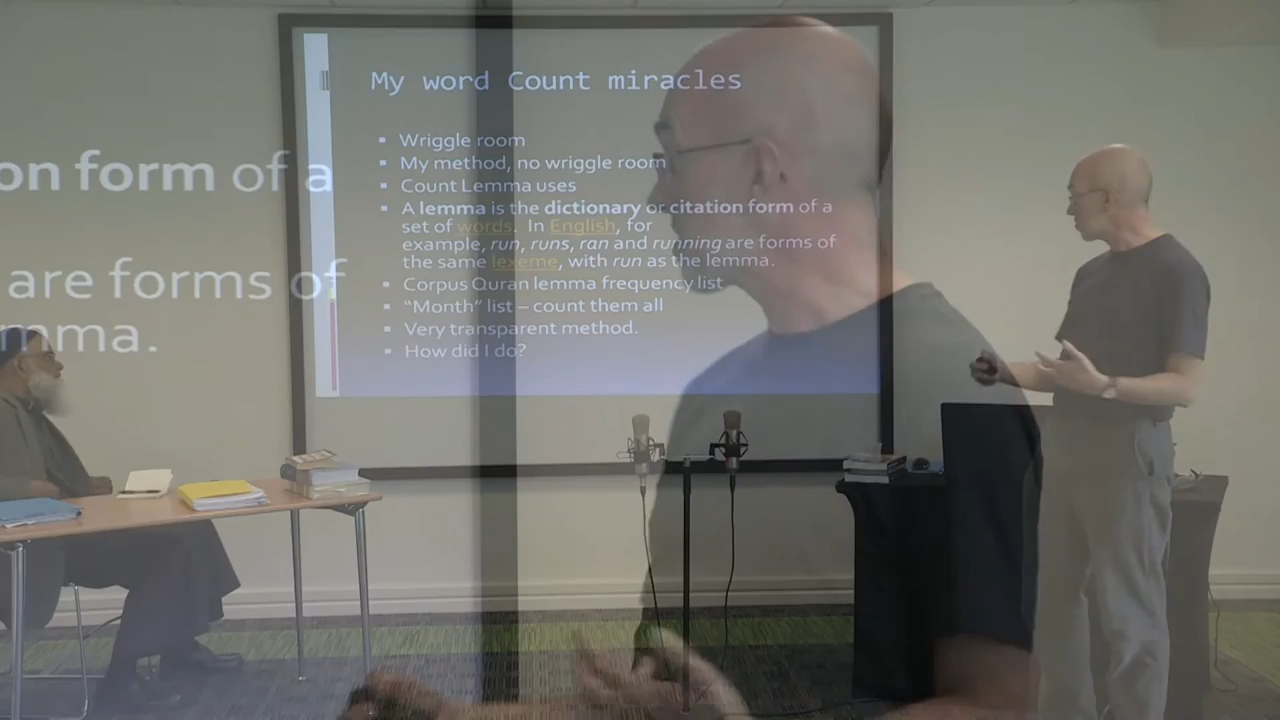 My word Count miracles
Wriggle room
My method, no wriggle room
Count Lemma uses
A lemma is the dictionary or citation form of a
set of words. In English, for
example, run, runs, ran and running are forms of
the same lexeme, with run as the lemma.
Corpus Quran lemma frequency list
“Month” list – count them all
Very transparent method.
How did I do?
on form of a
are forms of
mma.